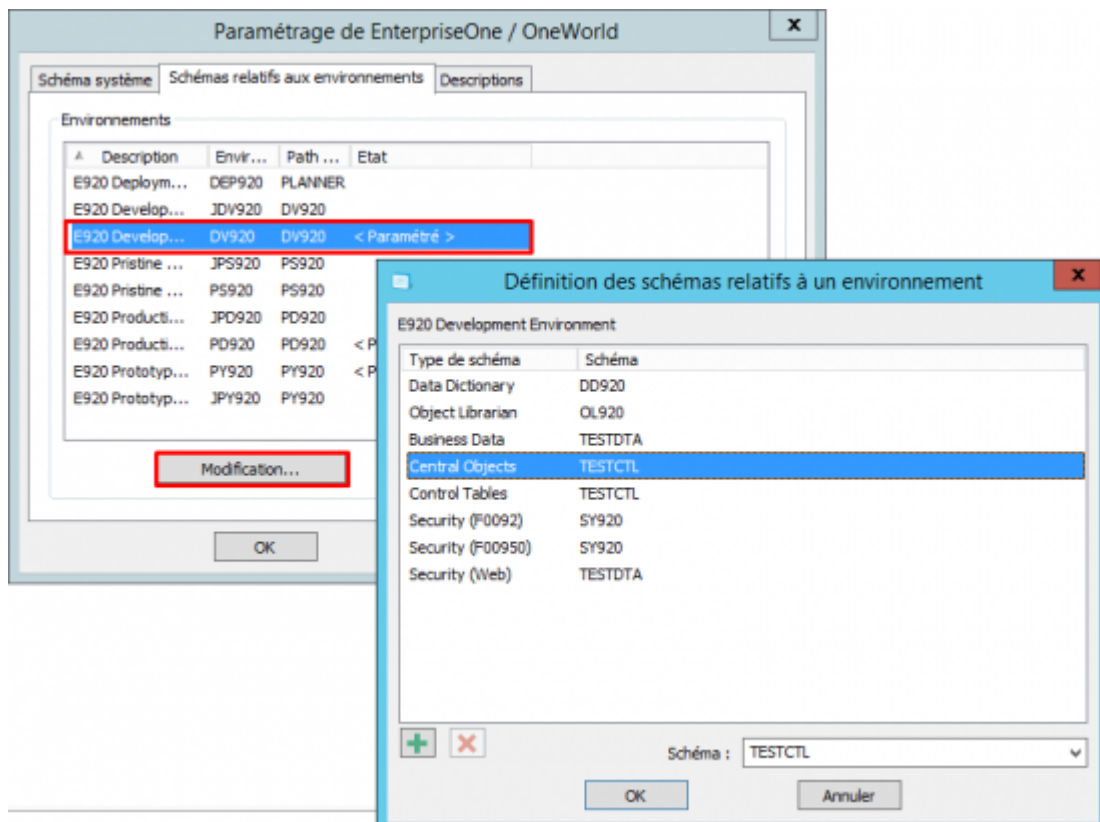 Paramétrage de EnterpriseOne / OneWorld
x
Schéma système Schémas relatifs aux environnements Descriptions
Environnements
Description Envir... Path ... Etat
E920 Deploym... DEP920 PLANNER
E920 Develop... JDV920 DV920
E920 Develop... DV920 DV920 < Paramétré >
E920 Pristine ... JPS920 PS920
E920 Pristine ... PS920 PS920
E920 Producti... JPD920 PD920
E920 Producti... PD920 PD920 < P
E920 Prototyp... PY920 PY920 < P
E920 Prototyp... JPY920 PY920
Modification...
OK
Définition des schémas relatifs à un environnement
x
E920 Development Environment
Type de schéma Schéma
Data Dictionary DD920
Object Librarian OL920
Business Data TESTDTA
Central Objects TESTCTL
Control Tables TESTCTL
Security (F0092) SY920
Security (F00950) SY920
Security (Web) TESTDTA
Schéma : TESTCTL
OK Annuler